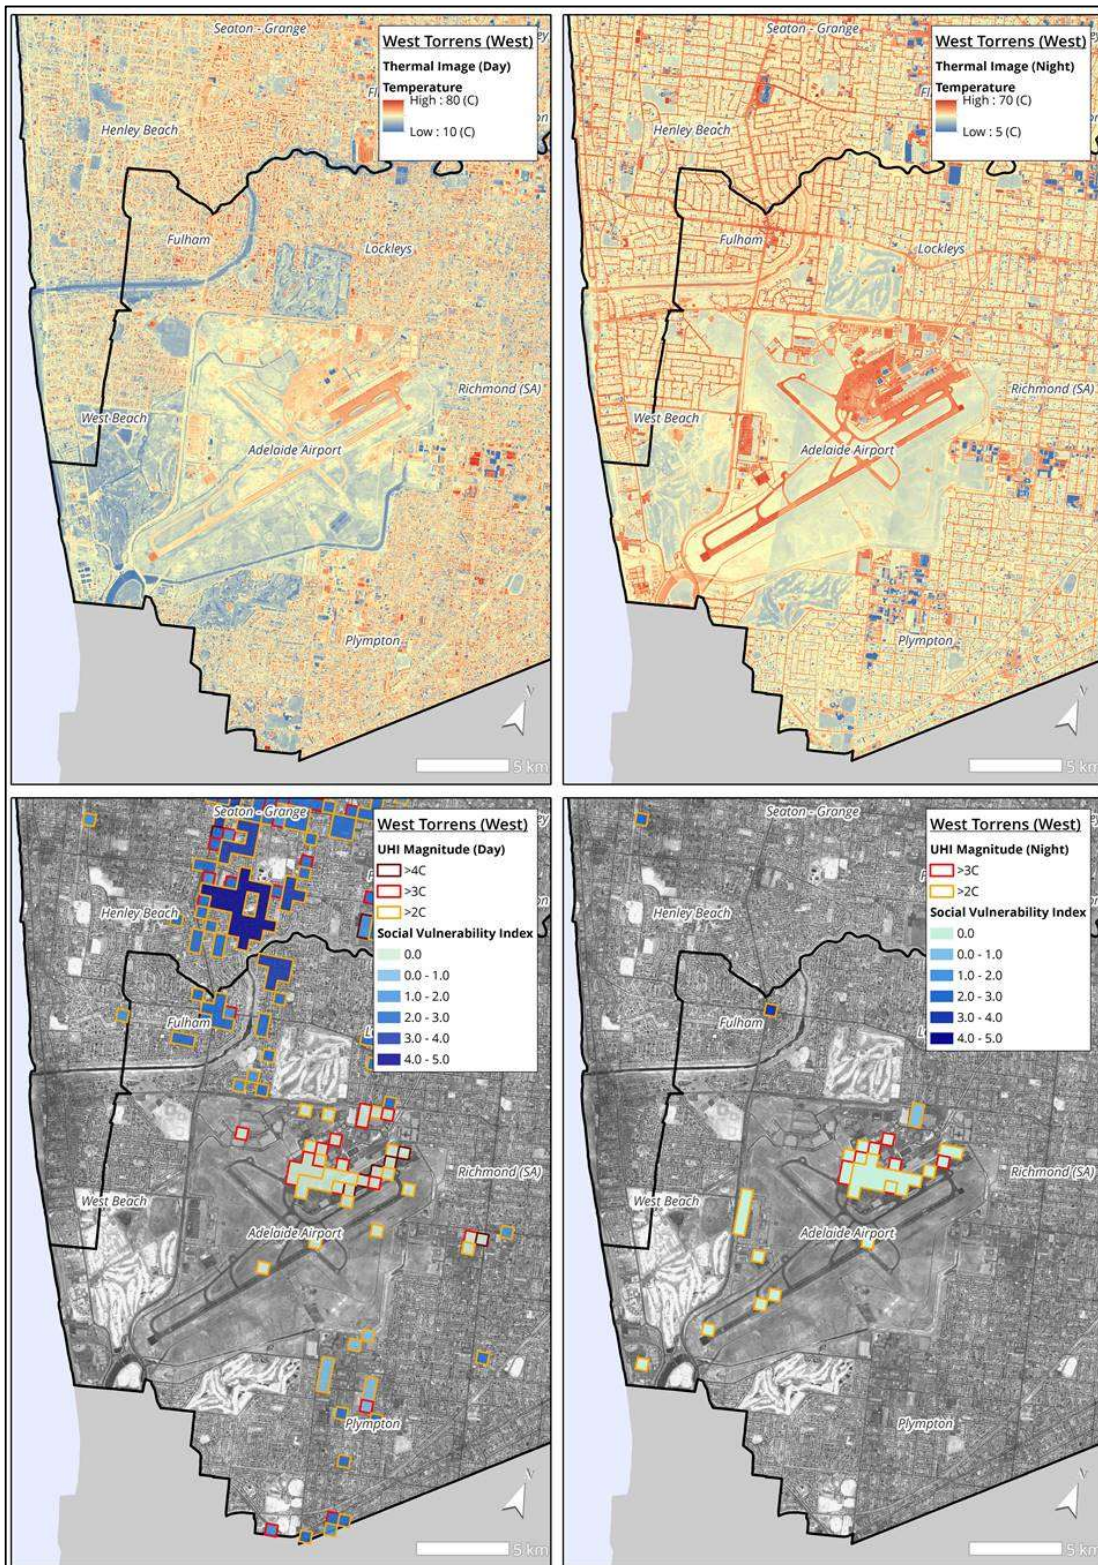 Seaton - Grange
West Torrens (West)
Thermal Image (Day)
Temperature
High : 80 (C)
Low : 10 (C)
Henley Beach
Fulham
Lockleys
Richmond (SA)
West Beach
Adelaide Airport
Plympton
5 km
Seaton - Grange
West Torrens (West)
Thermal Image (Night)
Temperature
High : 70 (C)
Low : 5 (C)
Henley Beach
Fulham
Lockleys
Richmond (SA)
West Beach
Adelaide Airport
Plympton
5 km
Seaton - Grange
West Torrens (West)
UHI Magnitude (Day)
>4C
>3C
>2C
Social Vulnerability Index
0.0
0.0 - 1.0
1.0 - 2.0
2.0 - 3.0
3.0 - 4.0
4.0 - 5.0
Henley Beach
Fulham
Richmond (SA)
West Beach
Adelaide Airport
Plympton
5 km
Seaton - Grange
West Torrens (West)
UHI Magnitude (Night)
>3C
>2C
Social Vulnerability Index
0.0
0.0 - 1.0
1.0 - 2.0
2.0 - 3.0
3.0 - 4.0
4.0 - 5.0
Henley Beach
Fulham
Richmond (SA)
West Beach
Adelaide Airport
Plympton
5 km